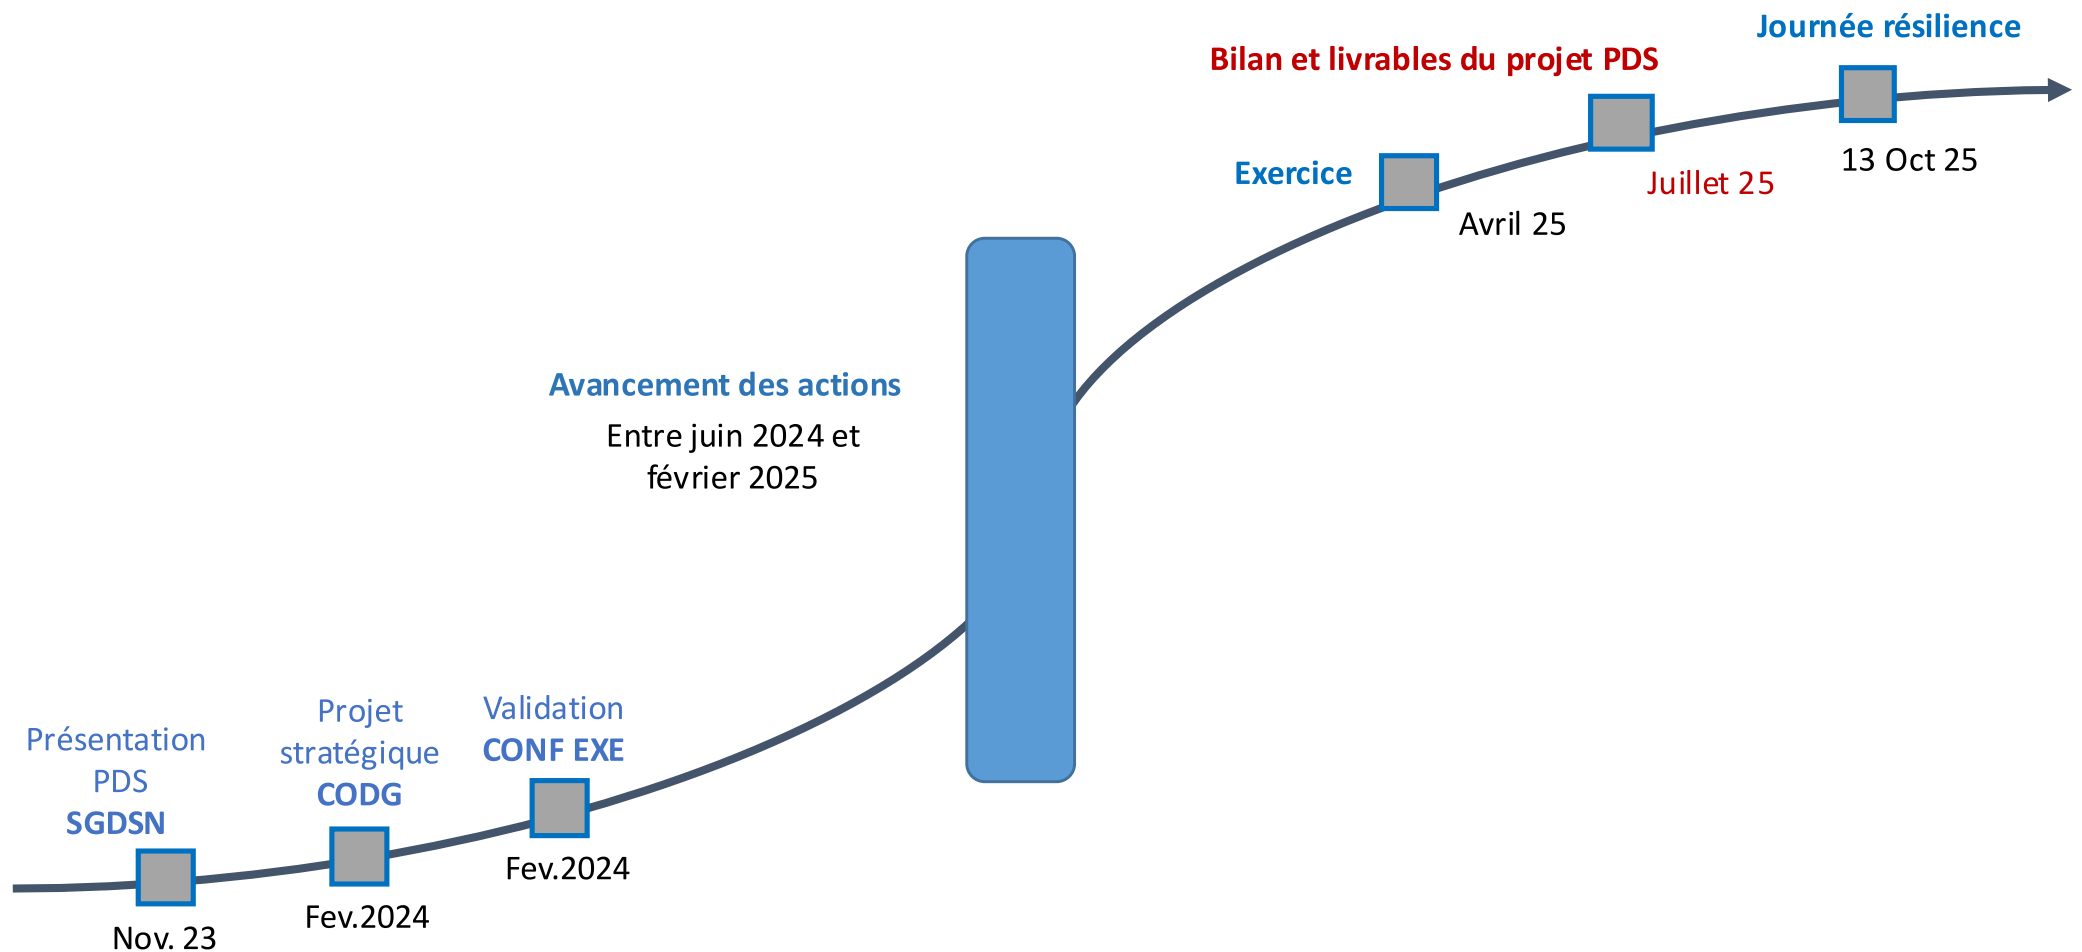 Journée résilience
Bilan et livrables du projet PDS
13 Oct 25
Exercice
Juillet 25
Avril 25
Avancement des actions
Entre juin 2024 et
février 2025
Présentation
PDS
SGDSN
Projet
stratégique
CODG
Validation
CONF EXE
Nov. 23
Fev.2024
Fev.2024